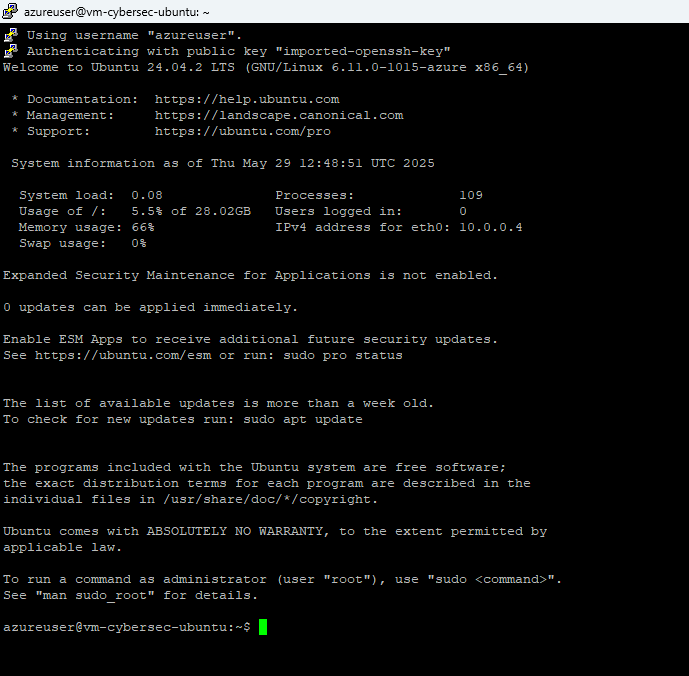 azureuser@vm-cybersec-ubuntu: ~
Using username "azureuser".
Authenticating with public key "imported-openssh-key"
Welcome to Ubuntu 24.04.2 LTS (GNU/Linux 6.11.0-1015-azure x86_64)
* Documentation:  https://help.ubuntu.com
* Management:     https://landscape.canonical.com
* Support:        https://ubuntu.com/pro
System information as of Thu May 29 12:48:51 UTC 2025
System load:  0.08              Processes:             109
Usage of /:   5.5% of 28.02GB   Users logged in:       0
Memory usage: 66%               IPv4 address for eth0: 10.0.0.4
Swap usage:   0%
Expanded Security Maintenance for Applications is not enabled.
0 updates can be applied immediately.
Enable ESM Apps to receive additional future security updates.
See https://ubuntu.com/esm or run: sudo pro status
The list of available updates is more than a week old.
To check for new updates run: sudo apt update
The programs included with the Ubuntu system are free software;
the exact distribution terms for each program are described in the
individual files in /usr/share/doc/*/copyright.
Ubuntu comes with ABSOLUTELY NO WARRANTY, to the extent permitted by
applicable law.
To run a command as administrator (user "root"), use "sudo <command>".
See "man sudo_root" for details.
azureuser@vm-cybersec-ubuntu:~$